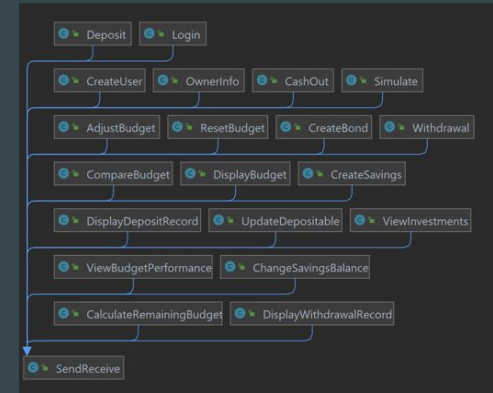 Deposit Login
CreateUser OwnerInfo CashOut Simulate
AdjustBudget ResetBudget CreateBond Withdrawal
CompareBudget DisplayBudget CreateSavings
DisplayDepositRecord UpdateDepositable ViewInvestments
ViewBudgetPerformance ChangeSavingsBalance
CalculateRemainingBudget DisplayWithdrawalRecord
SendReceive